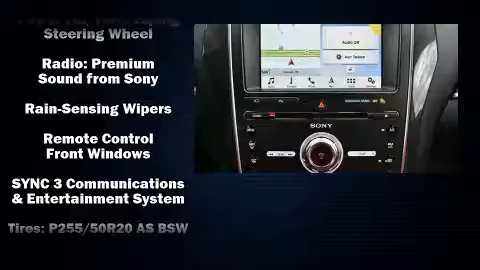 Steering Wheel
Radio: Premium
Sound from Sony
Rain-Sensing Wipers
Remote Control
Front Windows
SYNC 3 Communications
& Entertainment System
Tires: P255/50R20 AS BSW
Audio Off
SONY